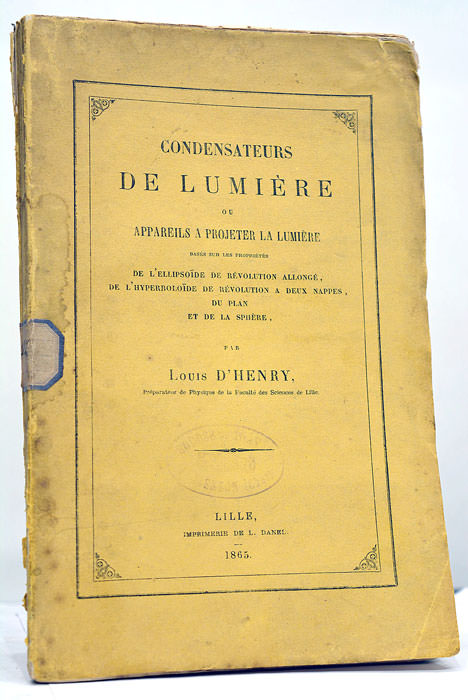 CONDENSATEURS
DE LUMIÈRE
OU
APPAREILS A PROJETER LA LUMIÈRE
BASÉS SUR LES PROPRIÉTÉS
DE L'ELLIPSOÏDE DE RÉVOLUTION ALLONGÉ,
DE L'HYPERBOLOÏDE DE RÉVOLUTION A DEUX NAPPES,
DU PLAN
ET DE LA SPHÈRE,
PAR
LOUIS D'HENRY,
Préparateur de Physique de la Faculté des Sciences de Lille.
LILLE,
IMPRIMERIE DE L. DANEL.
1865.